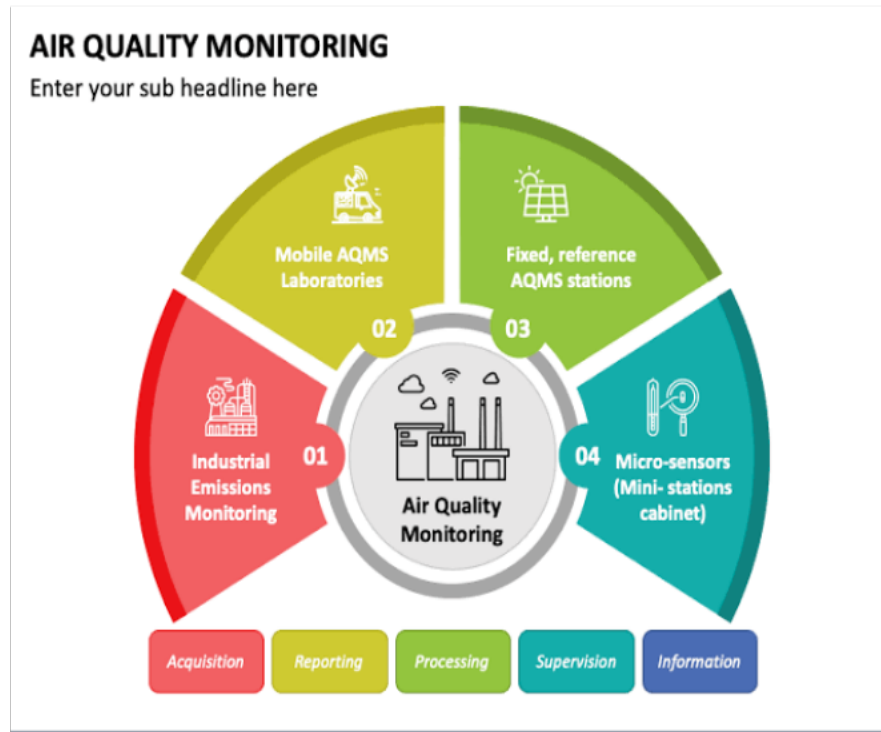 AIR QUALITY MONITORING
Enter your sub headline here
Mobile AQMS
Laboratories
02
Fixed, reference
AQMS stations
03
Industrial
Emissions
Monitoring
01
04
Micro-sensors
(Mini- stations
cabinet)
Air Quality
Monitoring
Acquisition
Reporting
Processing
Supervision
Information